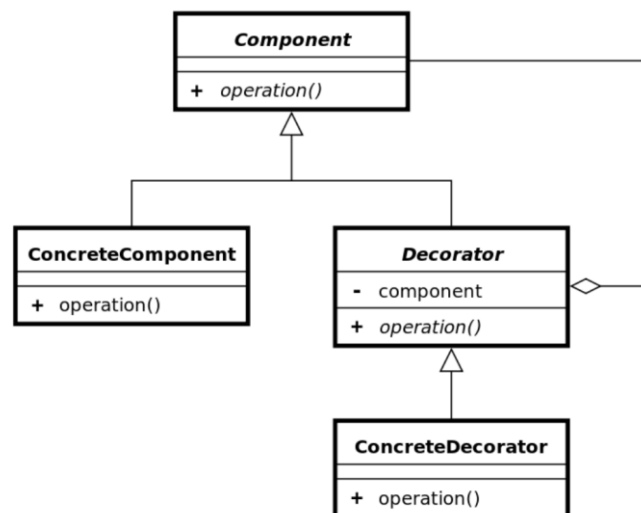 Component
+ operation()
ConcreteComponent
+ operation()
Decorator
- component
+ operation()
ConcreteDecorator
+ operation()